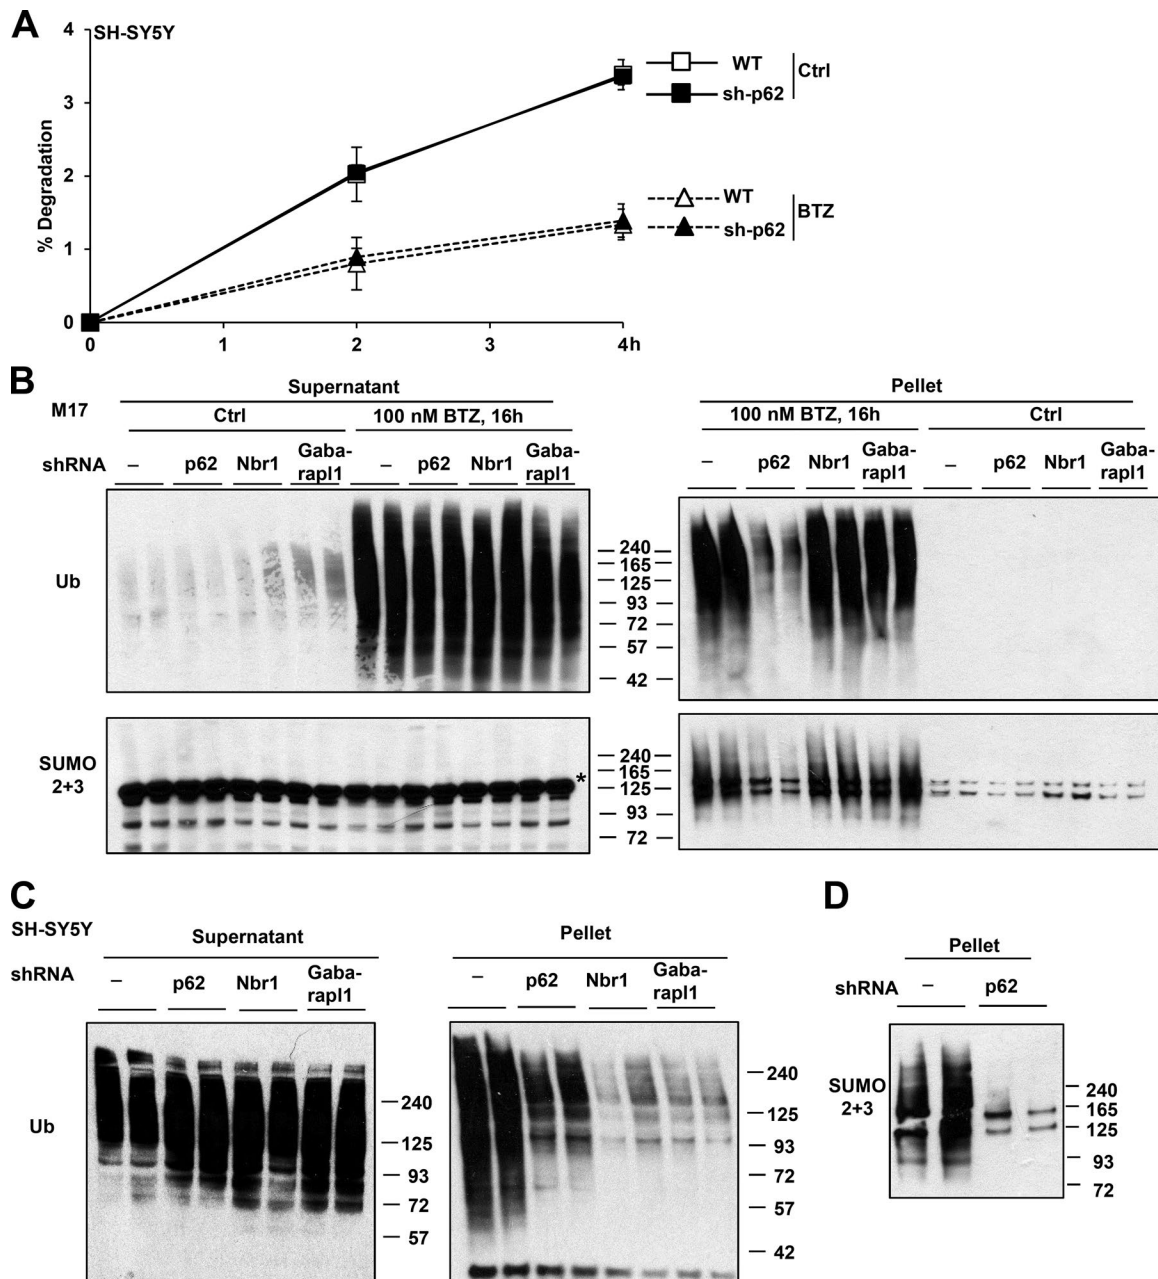 A
SH-SY5Y
% Degradation
4
3
2
1
0
0 1 2 3 4h
WT
sh-p62
Ctrl
WT
sh-p62
BTZ
B
M17
Supernatant
Ctrl 100 nM BTZ, 16h
shRNA – p62 Nbr1 Gaba-
rapl1 – p62 Nbr1 Gaba-
rapl1
Pellet
100 nM BTZ, 16h Ctrl
– p62 Nbr1 Gaba-
rapl1 – p62 Nbr1 Gaba-
rapl1
Ub
240
165
125
93
72
57
42
SUMO
2+3
*
240
165
125
93
72
C
SH-SY5Y
Supernatant
shRNA – p62 Nbr1 Gaba-
rapl1
Ub
240
125
93
72
57
Pellet
– p62 Nbr1 Gaba-
rapl1
240
125
93
72
57
42
D
Pellet
shRNA – p62
SUMO
2+3
240
165
125
93
72